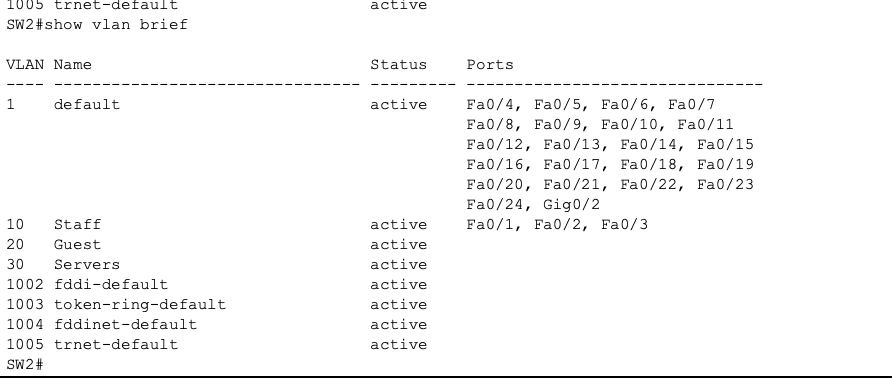 1005 trnet-default                    active
SW2#show vlan brief
VLAN Name                             Status    Ports
---- -------------------------------- --------- -------------------------------
1    default                          active    Fa0/4, Fa0/5, Fa0/6, Fa0/7
                                                Fa0/8, Fa0/9, Fa0/10, Fa0/11
                                                Fa0/12, Fa0/13, Fa0/14, Fa0/15
                                                Fa0/16, Fa0/17, Fa0/18, Fa0/19
                                                Fa0/20, Fa0/21, Fa0/22, Fa0/23
                                                Fa0/24, Gig0/2
10   Staff                            active    Fa0/1, Fa0/2, Fa0/3
20   Guest                            active
30   Servers                          active
1002 fddi-default                     active
1003 token-ring-default               active
1004 fddinet-default                  active
1005 trnet-default                    active
SW2#